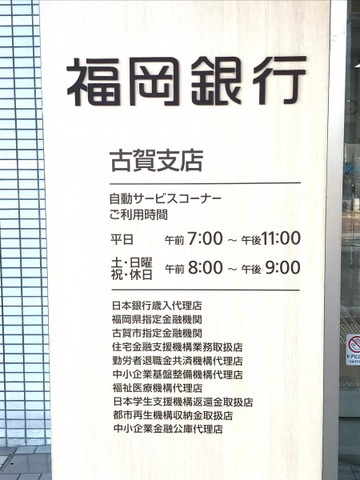 福岡銀行
古賀支店
自動サービスコーナー
ご利用時間
平日 午前 7:00 ～ 午後 11:00
土・日曜
祝・休日 午前 8:00 ～ 午後 9:00
日本銀行歳入代理店
福岡県指定金融機関
古賀市指定金融機関
住宅金融支援機構業務取扱店
勤労者退職金共済機構代理店
中小企業基盤整備機構代理店
福祉医療機構代理店
日本学生支援機構返還金取扱店
都市再生機構収納金取扱店
中小企業金融公庫代理店